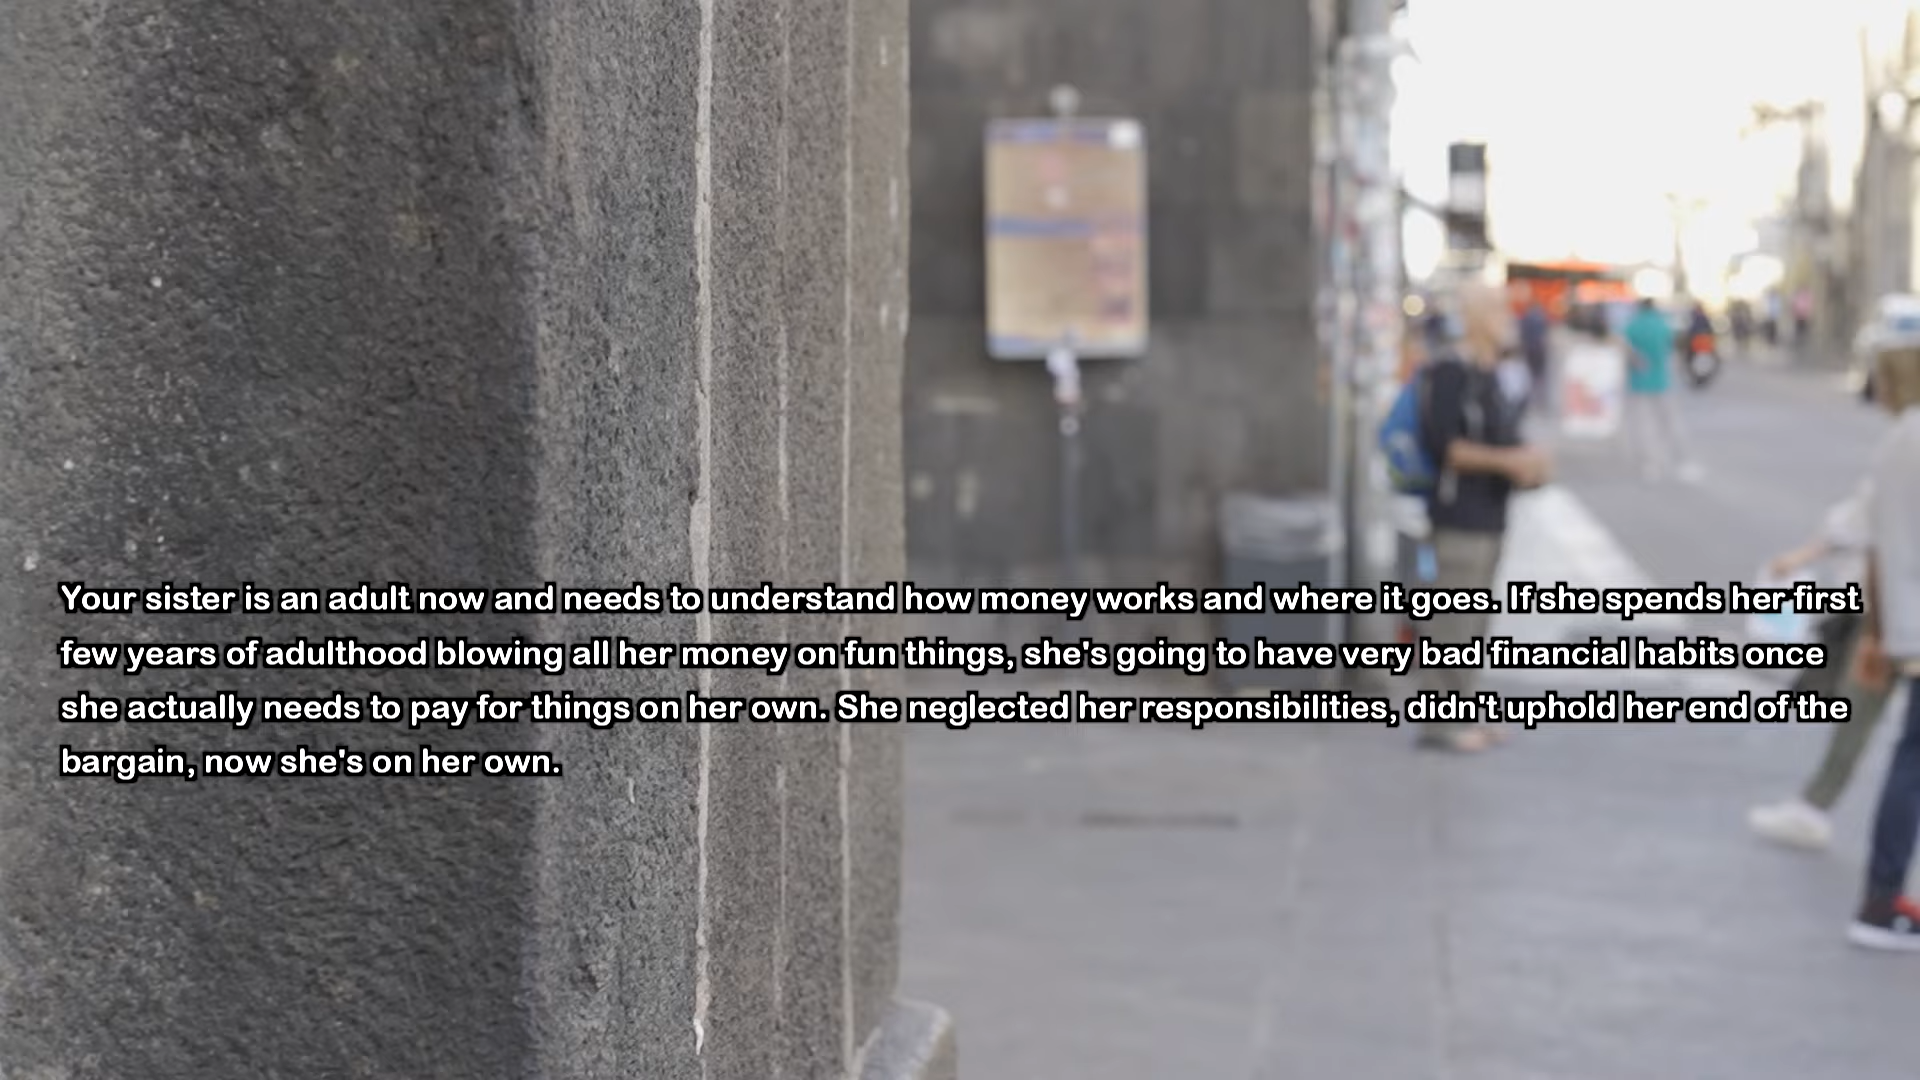 Your sister is an adult now and needs to understand how money works and where it goes. If she spends her first
few years of adulthood blowing all her money on fun things, she's going to have very bad financial habits once
she actually needs to pay for things on her own. She neglected her responsibilities, didn't uphold her end of the
bargain, now she's on her own.